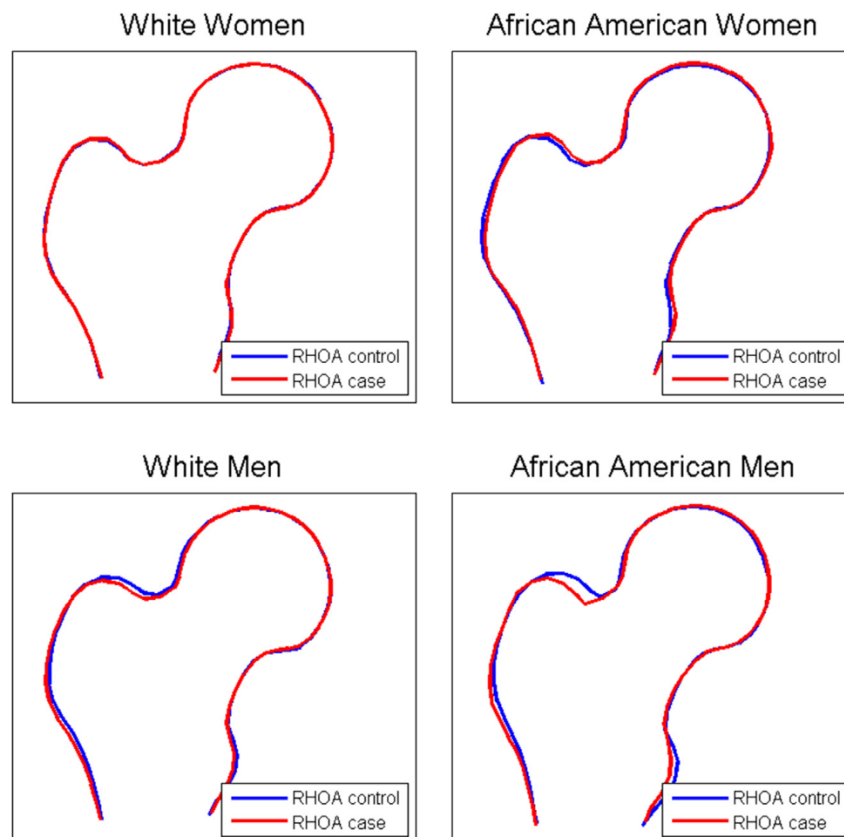 White Women
African American Women
RHOA control
RHOA case
RHOA control
RHOA case
White Men
African American Men
RHOA control
RHOA case
RHOA control
RHOA case